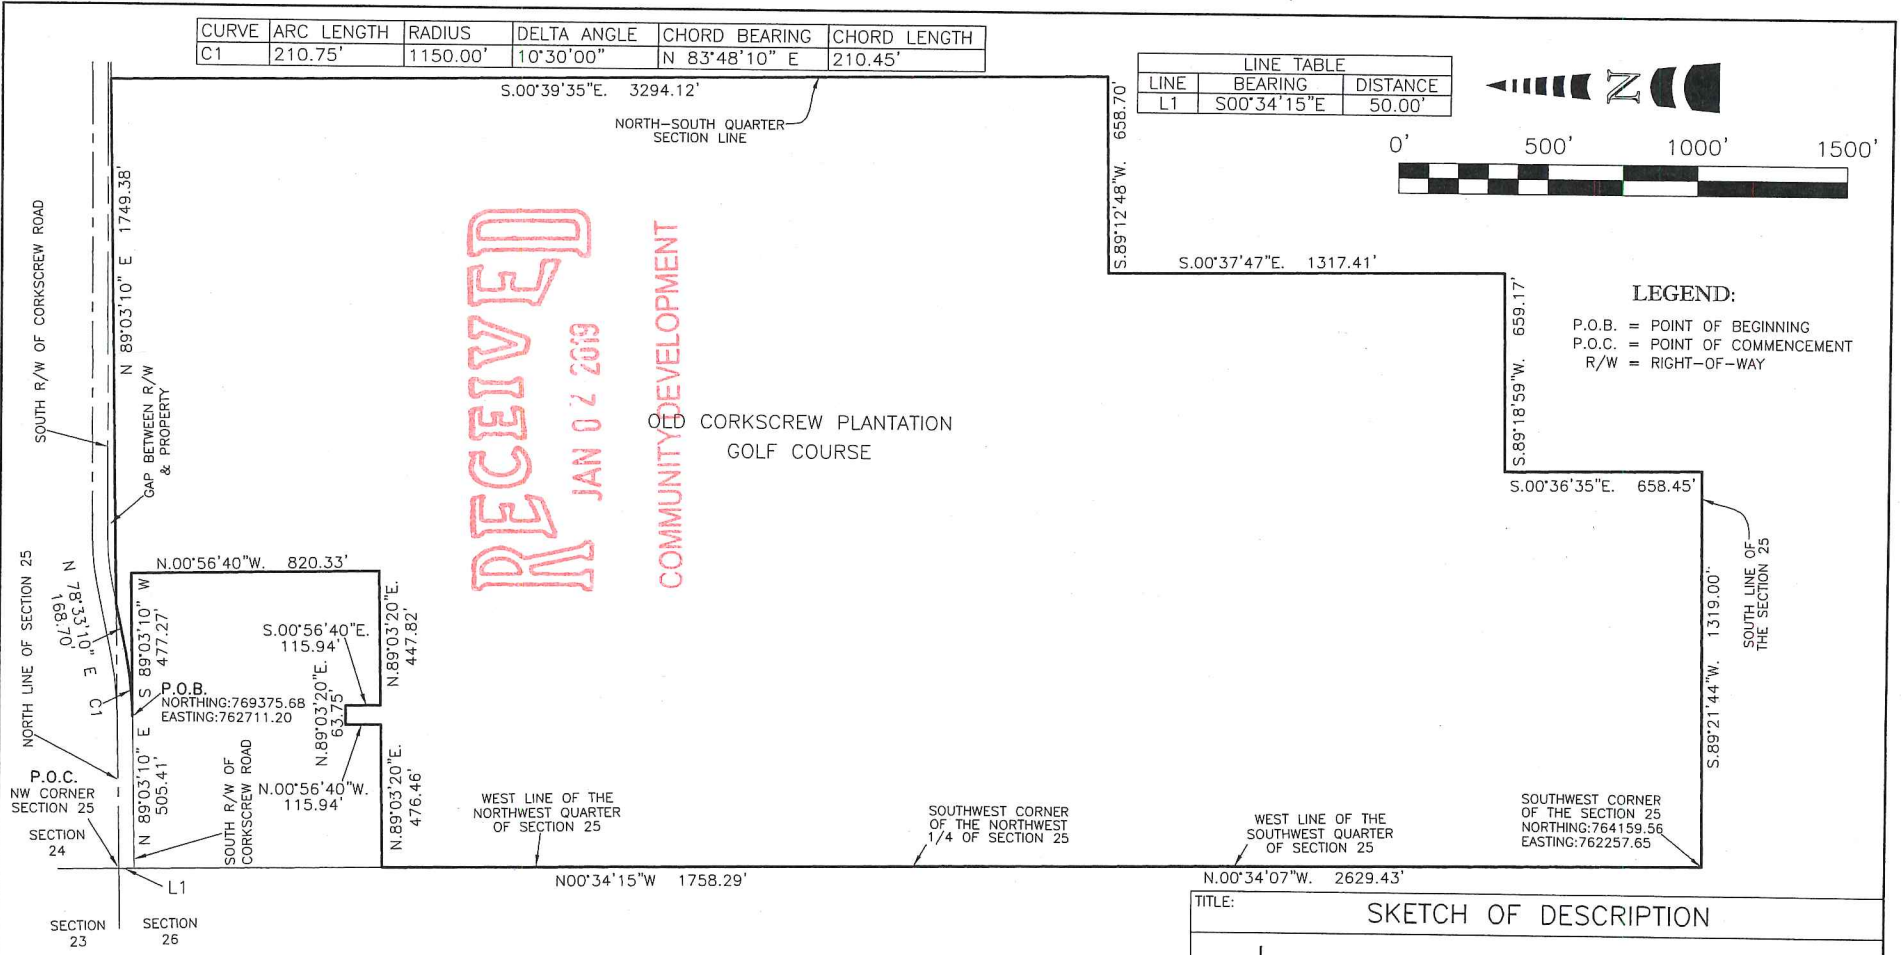 CURVE ARC LENGTH RADIUS DELTA ANGLE CHORD BEARING CHORD LENGTH
C1 210.75' 1150.00' 10°30'00" N 83°48'10" E 210.45'
LINE TABLE
LINE BEARING DISTANCE
L1 S00°34'15"E 50.00'
N
0' 500' 1000' 1500'
S.00°39'35"E. 3294.12'
NORTH-SOUTH QUARTER
SECTION LINE
S.89°12'48"W. 658.70'
S.00°37'47"E. 1317.41'
S.89°18'59"W. 659.17'
LEGEND:
P.O.B. = POINT OF BEGINNING
P.O.C. = POINT OF COMMENCEMENT
R/W = RIGHT-OF-WAY
S.00°36'35"E. 658.45'
SOUTH LINE OF
THE SECTION 25
S.89°21'44"W. 1319.00'
SOUTH R/W OF CORKSCREW ROAD
N 89°03'10" E 1749.38'
GAP BETWEEN R/W
& PROPERTY
RECEIVED
JAN 02 2019
COMMUNITY DEVELOPMENT
OLD CORKSCREW PLANTATION
GOLF COURSE
NORTH LINE OF SECTION 25
N 78°33'10" E
168.70'
C1
N.00°56'40"W. 820.33'
S 89°03'10" W
477.27'
S.00°56'40"E.
115.94'
N.89°03'20"E.
447.82'
P.O.B.
NORTHING:769375.68
EASTING:762711.20
N.89°03'20"E.
63.75'
N 89°03'10" E
505.41'
SOUTH R/W OF
CORKSCREW ROAD
N.00°56'40"W.
115.94'
N.89°03'20"E.
476.46'
P.O.C.
NW CORNER
SECTION 25
SECTION
24
L1
SECTION
23
SECTION
26
WEST LINE OF THE
NORTHWEST QUARTER
OF SECTION 25
SOUTHWEST CORNER
OF THE NORTHWEST
1/4 OF SECTION 25
WEST LINE OF THE
SOUTHWEST QUARTER
OF SECTION 25
SOUTHWEST CORNER
OF THE SECTION 25
NORTHING:764159.56
EASTING:762257.65
N00°34'15"W 1758.29'
N.00°34'07"W. 2629.43'
TITLE:
SKETCH OF DESCRIPTION